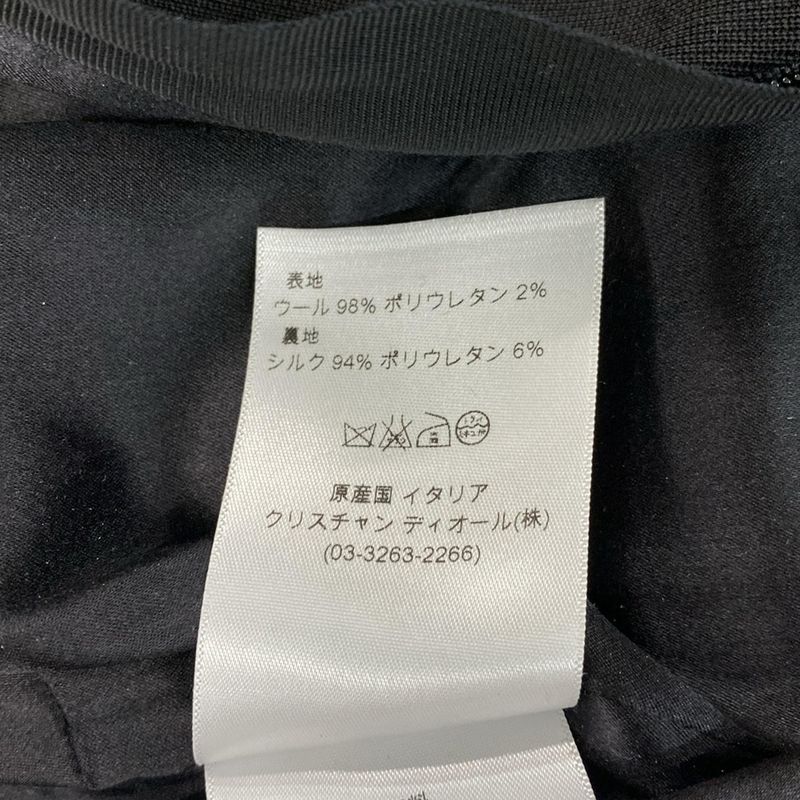 表地
ウール 98% ポリウレタン 2%
裏地
シルク 94% ポリウレタン 6%
原産国 イタリア
クリスチャン ディオール(株)
(03-3263-2266)